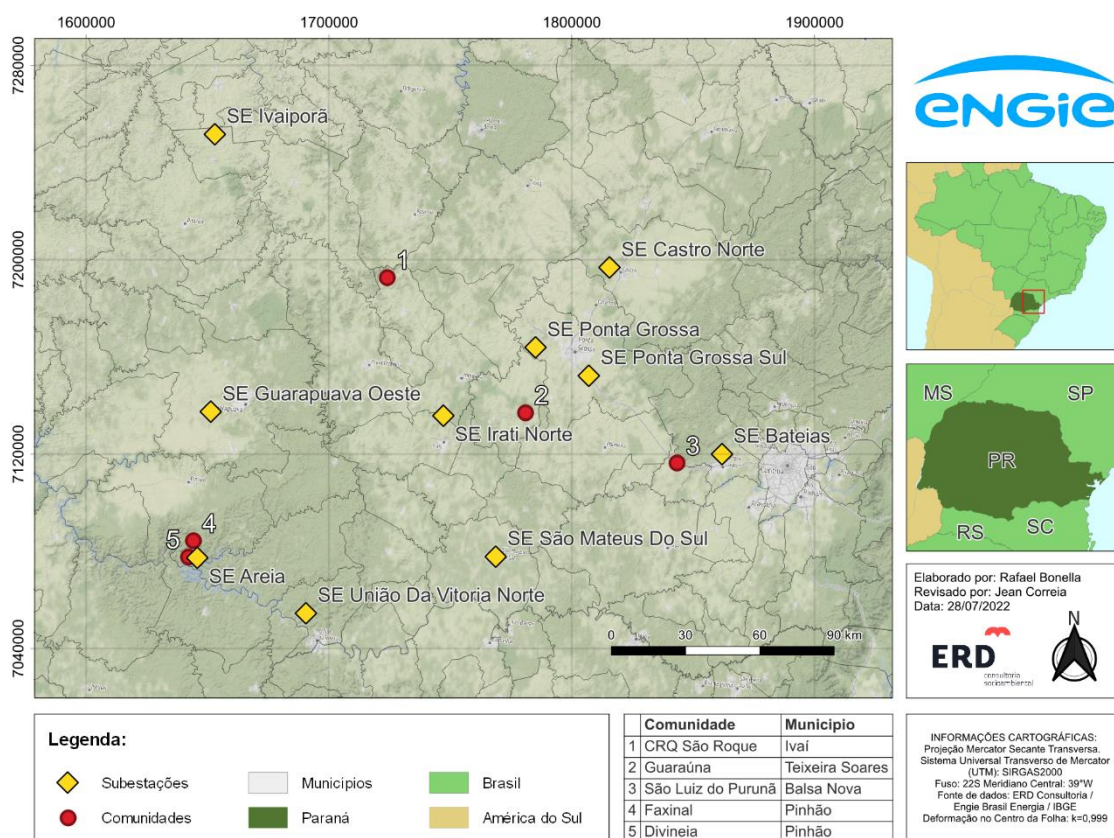 1600000 1700000 1800000 1900000
7280000
7200000
7120000
7040000
SE Ivaiporã
1
SE Castro Norte
SE Ponta Grossa
SE Ponta Grossa Sul
SE Guarapuava Oeste
2
SE Irati Norte
3
SE Bateias
4
5
SE Areia
SE São Mateus Do Sul
SE União Da Vitoria Norte
0 30 60 90 km
ENGIE
MS SP
PR
RS SC
Elaborado por: Rafael Bonella
Revisado por: Jean Correia
Data: 28/07/2022
ERD
consultoria
socioambiental
N
Legenda:
Subestações
Comunidades
Municípios
Paraná
Brasil
América do Sul
Comunidade Municipio
1 CRQ São Roque Ivaí
2 Guaraúna Teixeira Soares
3 São Luiz do Purunã Balsa Nova
4 Faxinal Pinhão
5 Divineia Pinhão
INFORMAÇÕES CARTOGRÁFICAS:
Projeção Mercator Secante Transversa.
Sistema Universal Transverso de Mercator
(UTM): SIRGAS2000
Fuso: 22S Meridiano Central: 39°W
Fonte de dados: ERD Consultoria /
Engie Brasil Energia / IBGE
Deformação no Centro da Folha: k=0,999